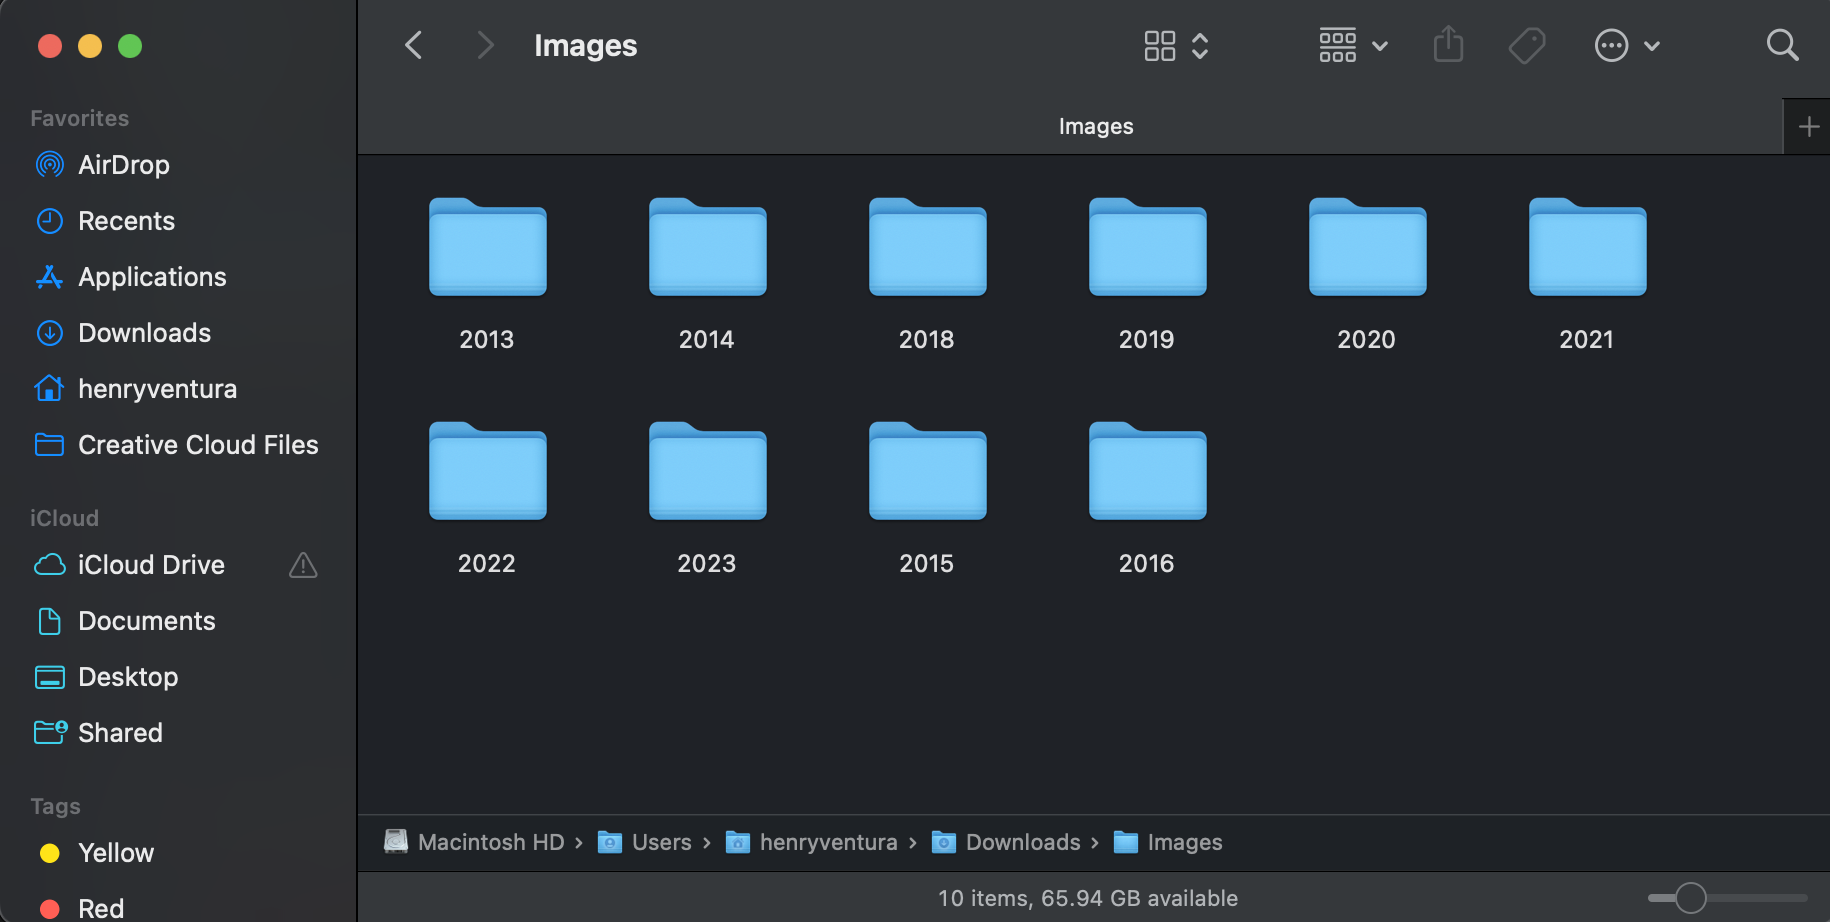 Images
Images
Favorites
AirDrop
Recents
Applications
Downloads
henryventura
Creative Cloud Files
iCloud
iCloud Drive
Documents
Desktop
Shared
Tags
Yellow
Red
2013 2014 2018 2019 2020 2021
2022 2023 2015 2016
Macintosh HD › Users › henryventura › Downloads › Images
10 items, 65.94 GB available